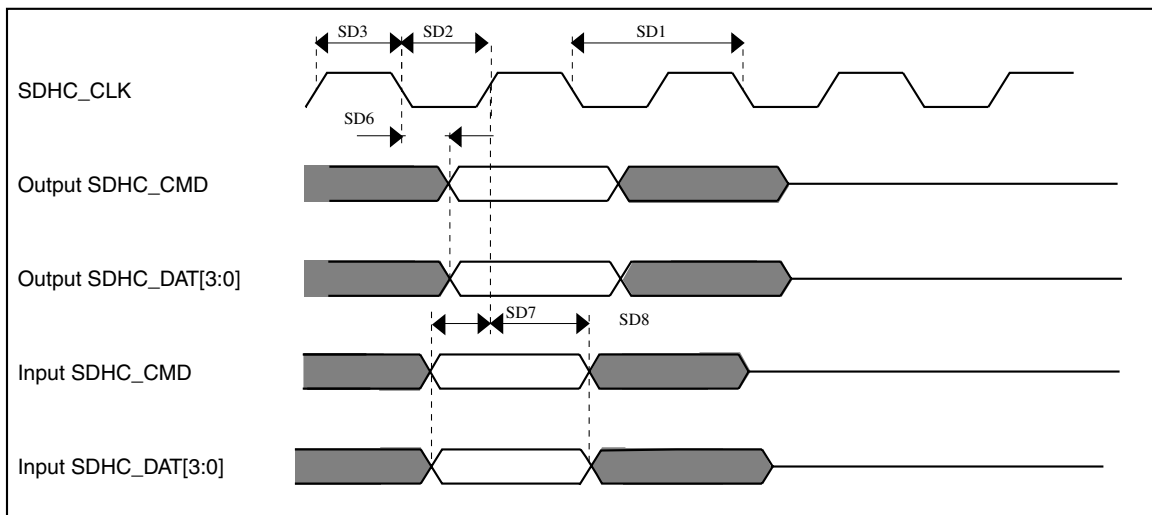 SD3
SD2
SD1
SDHC_CLK
SD6
Output SDHC_CMD
Output SDHC_DAT[3:0]
SD7
SD8
Input SDHC_CMD
Input SDHC_DAT[3:0]